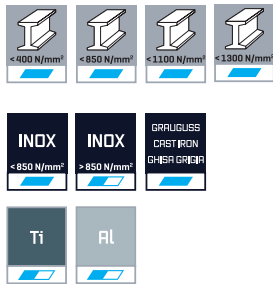 <400 N/mm² <850 N/mm² <1100 N/mm² <1300 N/mm²
INOX INOX GRAUGUSS
CAST IRON
GHISA GRIGIA
<850 N/mm² >850 N/mm²
Ti Al